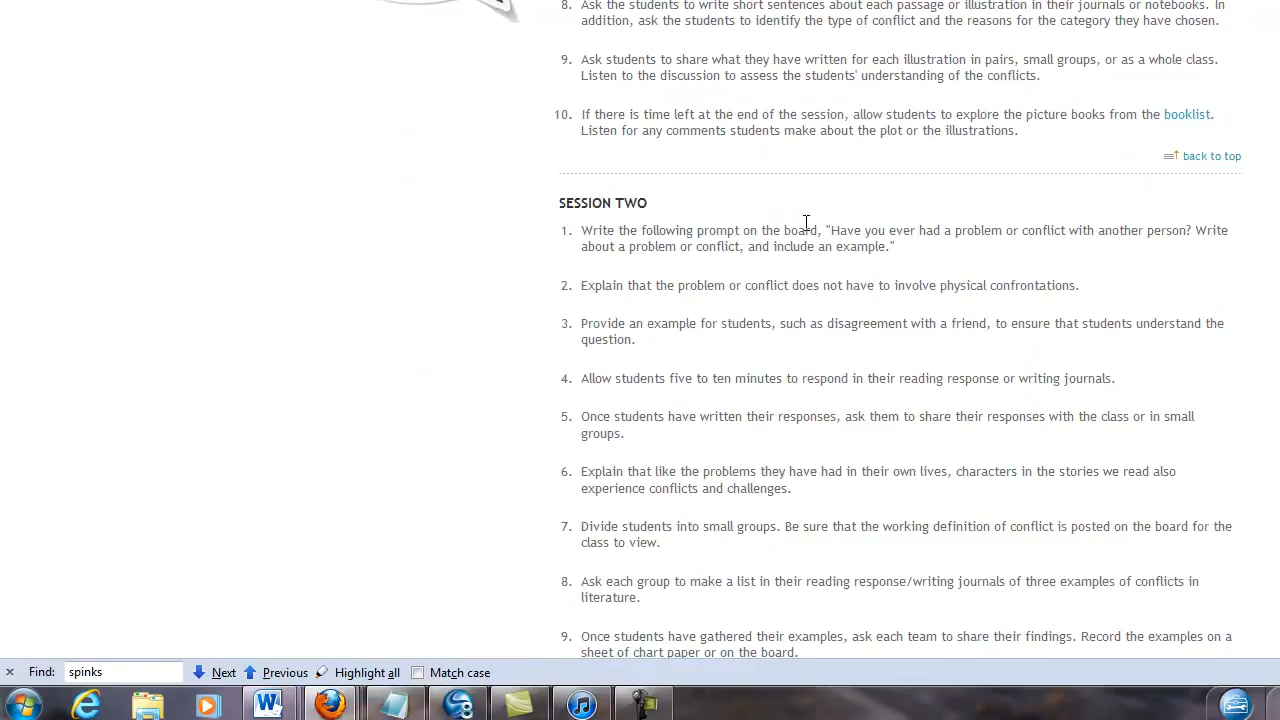 8. Ask the students to write short sentences about each passage or illustration in their journals or notebooks. In
addition, ask the students to identify the type of conflict and the reasons for the category they have chosen.
9. Ask students to share what they have written for each illustration in pairs, small groups, or as a whole class.
Listen to the discussion to assess the students' understanding of the conflicts.
10. If there is time left at the end of the session, allow students to explore the picture books from the booklist.
Listen for any comments students make about the plot or the illustrations.
back to top
SESSION TWO
1. Write the following prompt on the board, "Have you ever had a problem or conflict with another person? Write
about a problem or conflict, and include an example."
2. Explain that the problem or conflict does not have to involve physical confrontations.
3. Provide an example for students, such as disagreement with a friend, to ensure that students understand the
question.
4. Allow students five to ten minutes to respond in their reading response or writing journals.
5. Once students have written their responses, ask them to share their responses with the class or in small
groups.
6. Explain that like the problems they have had in their own lives, characters in the stories we read also
experience conflicts and challenges.
7. Divide students into small groups. Be sure that the working definition of conflict is posted on the board for the
class to view.
8. Ask each group to make a list in their reading response/writing journals of three examples of conflicts in
literature.
9. Once students have gathered their examples, ask each team to share their findings. Record the examples on a
sheet of chart paper or on the board.
Find: spinks Next Previous Highlight all Match case